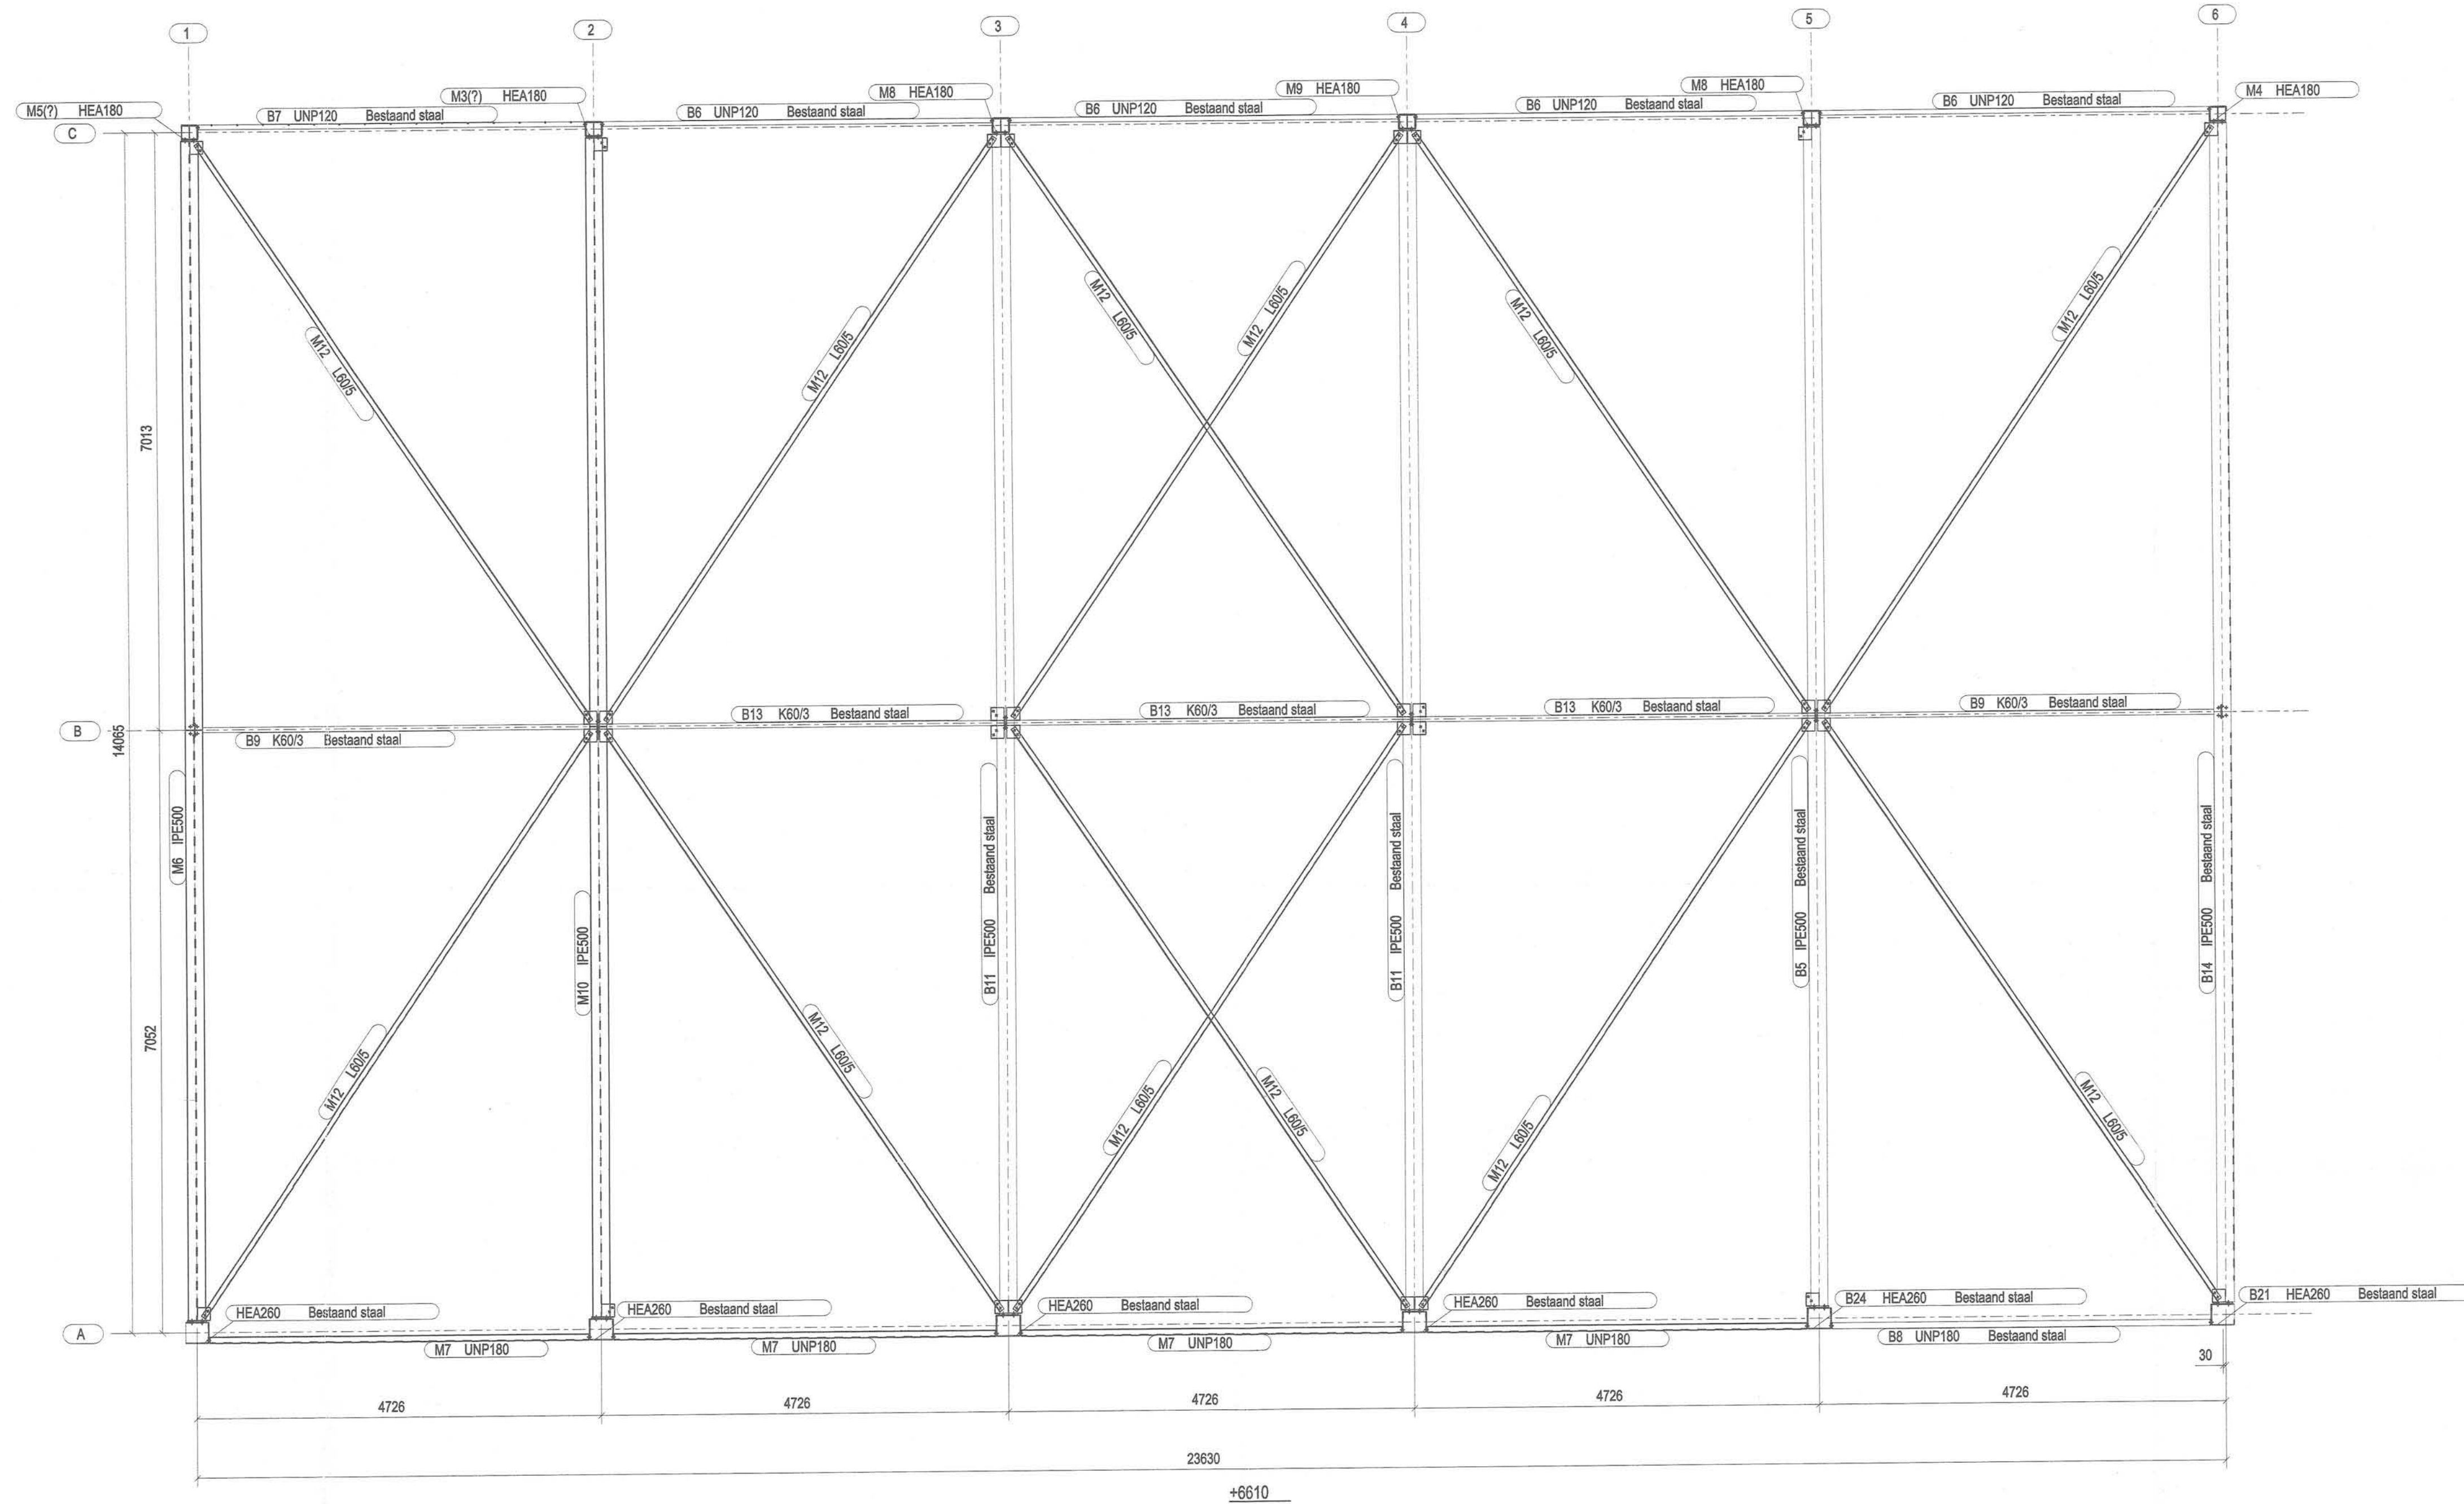 1
2
3
4
5
6
M5(?) HEA180
B7 UNP120 Bestaand staal
M3(?) HEA180
B6 UNP120 Bestaand staal
M8 HEA180
B6 UNP120 Bestaand staal
M9 HEA180
B6 UNP120 Bestaand staal
M8 HEA180
B6 UNP120 Bestaand staal
M4 HEA180
C
7013
M12 L60/5
M12 L60/5
M12 L60/5
M12 L60/5
M12 L60/5
M12 L60/5
B
14065
B9 K60/3 Bestaand staal
B13 K60/3 Bestaand staal
B13 K60/3 Bestaand staal
B13 K60/3 Bestaand staal
B9 K60/3 Bestaand staal
M6 IPE500
M10 IPE500
B11 IPE500 Bestaand staal
B11 IPE500 Bestaand staal
B5 IPE500 Bestaand staal
B14 IPE500 Bestaand staal
7052
M12 L60/5
M12 L60/5
M12 L60/5
M12 L60/5
M12 L60/5
M12 L60/5
A
HEA260 Bestaand staal
HEA260 Bestaand staal
HEA260 Bestaand staal
HEA260 Bestaand staal
B24 HEA260 Bestaand staal
B21 HEA260 Bestaand staal
M7 UNP180
M7 UNP180
M7 UNP180
M7 UNP180
B8 UNP180 Bestaand staal
30
4726
4726
4726
4726
4726
23630
+6610